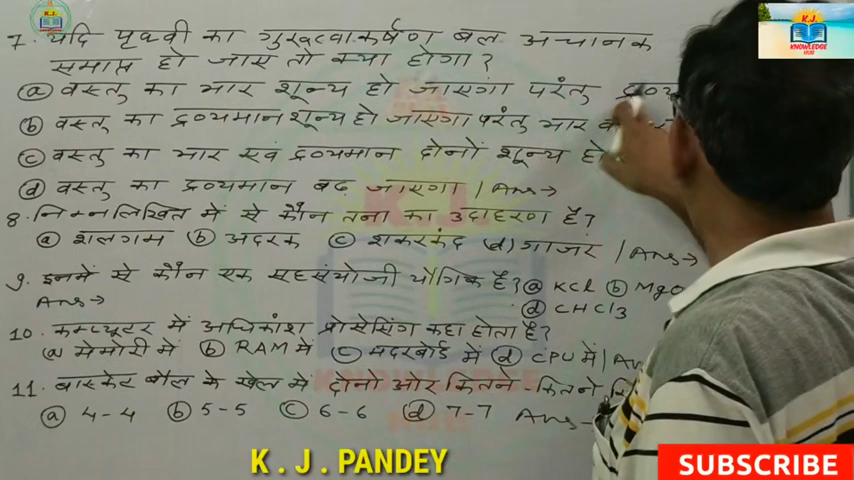 K.J.
KNOWLEDGE
HUB
7. यदि पृथ्वी का गुरुत्वाकर्षण बल अचानक
समाप्त हो जाए तो क्या होगा?
(a) वस्तु का भार शून्य हो जाएगा परंतु
(b) वस्तु का द्रव्यमान शून्य हो जाएगा परंतु भार
(c) वस्तु का भार एवं द्रव्यमान दोनों शून्य हो
(d) वस्तु का द्रव्यमान बढ़ जाएगा | Ans→
8. निम्नलिखित में से कौन तना का उदाहरण है?
(a) शलगम (b) अदरक (c) शकरकंद (d) गाजर | Ans→
9. इनमें से कौन एक सहसंयोजी यौगिक है? (a) KCl (b) MgO
Ans→ (d) CHCl3
10. कम्प्यूटर में अधिकांश प्रोसेसिंग कहा होता है?
(a) मेमोरी में (b) RAM में (c) मदरबोर्ड में (d) CPU में |
11. बास्केट बौल के खेल में दोनो ओर कितने-कितने
(a) 4-4 (b) 5-5 (c) 6-6 (d) 7-7 Ans-
K.J. PANDEY
SUBSCRIBE